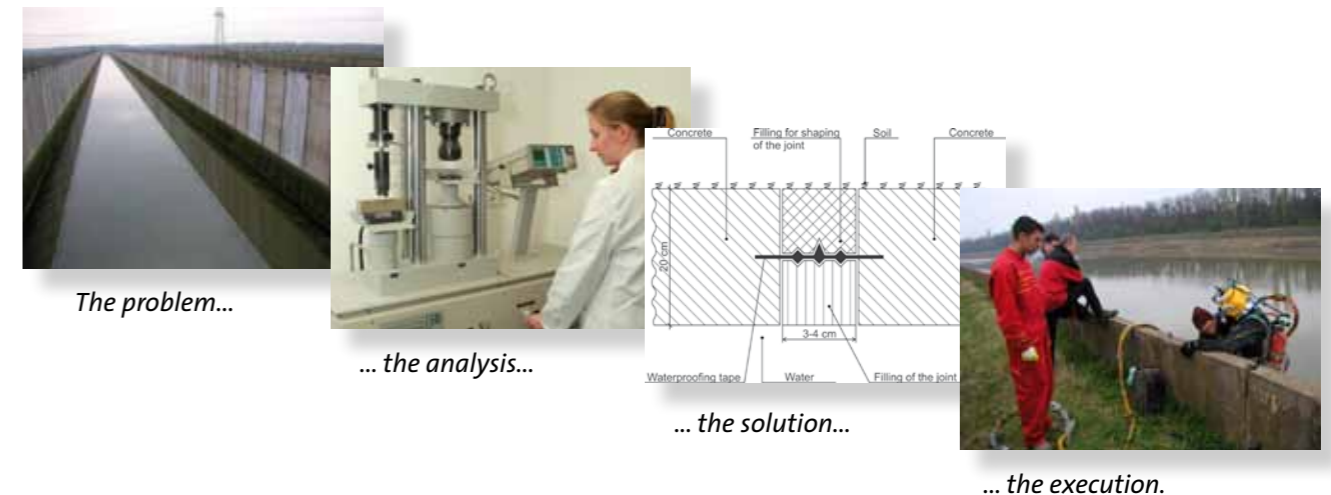 The problem...
... the analysis...
Concrete
Filling for shaping
of the joint
Soil
Concrete
20 cm
3-4 cm
Waterproofing tape
Water
Filling of the joint
... the solution...
... the execution.